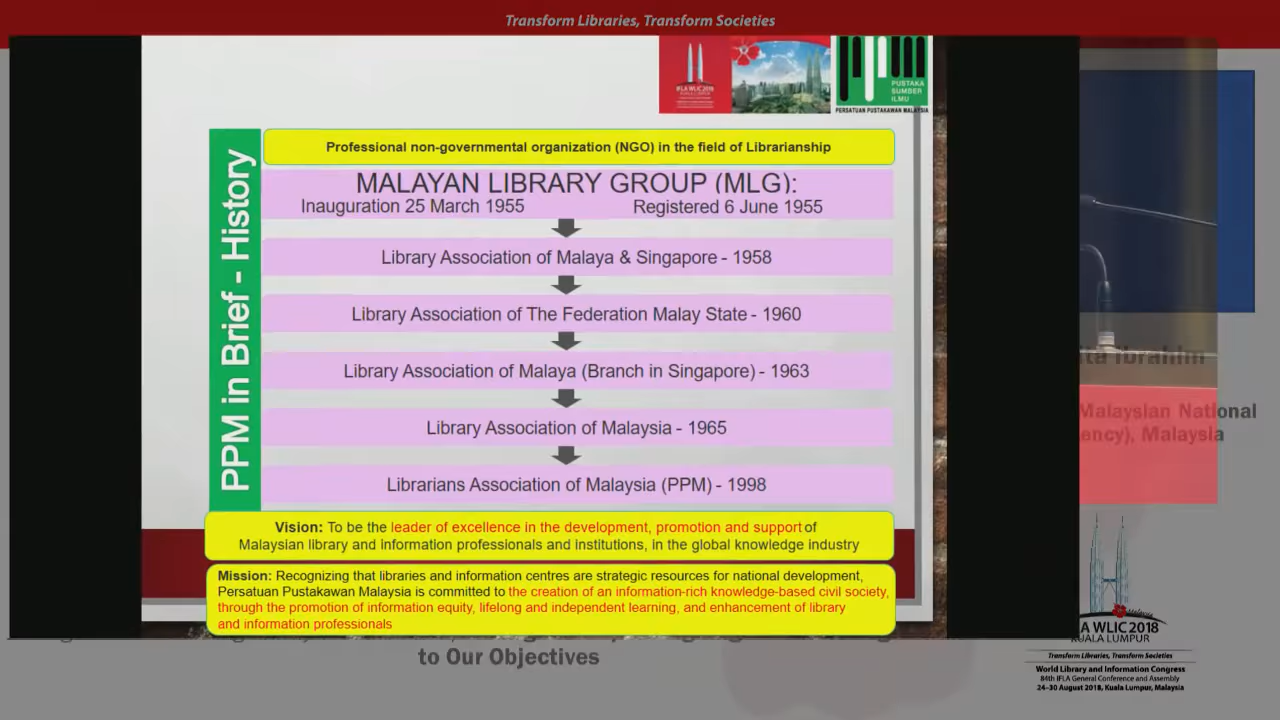 Transform Libraries, Transform Societies
IFLA WLIC 2018
KUALA LUMPUR
PUSTAKA
SUMBER
ILMU
PERSATUAN PUSTAKAWAN MALAYSIA
PPM in Brief - History
Professional non-governmental organization (NGO) in the field of Librarianship
MALAYAN LIBRARY GROUP (MLG):
Inauguration 25 March 1955 Registered 6 June 1955
Library Association of Malaya & Singapore - 1958
Library Association of The Federation Malay State - 1960
Library Association of Malaya (Branch in Singapore) - 1963
Library Association of Malaysia - 1965
Librarians Association of Malaysia (PPM) - 1998
Vision: To be the leader of excellence in the development, promotion and support of
Malaysian library and information professionals and institutions, in the global knowledge industry
Mission: Recognizing that libraries and information centres are strategic resources for national development,
Persatuan Pustakawan Malaysia is committed to the creation of an information-rich knowledge-based civil society,
through the promotion of information equity, lifelong and independent learning, and enhancement of library
and information professionals
Ibrahim
Malaysian National
ency), Malaysia
to Our Objectives
Malaysia
A WLIC 2018
KUALA LUMPUR
Transform Libraries, Transform Societies
World Library and Information Congress
84th IFLA General Conference and Assembly
24-30 August 2018, Kuala Lumpur, Malaysia